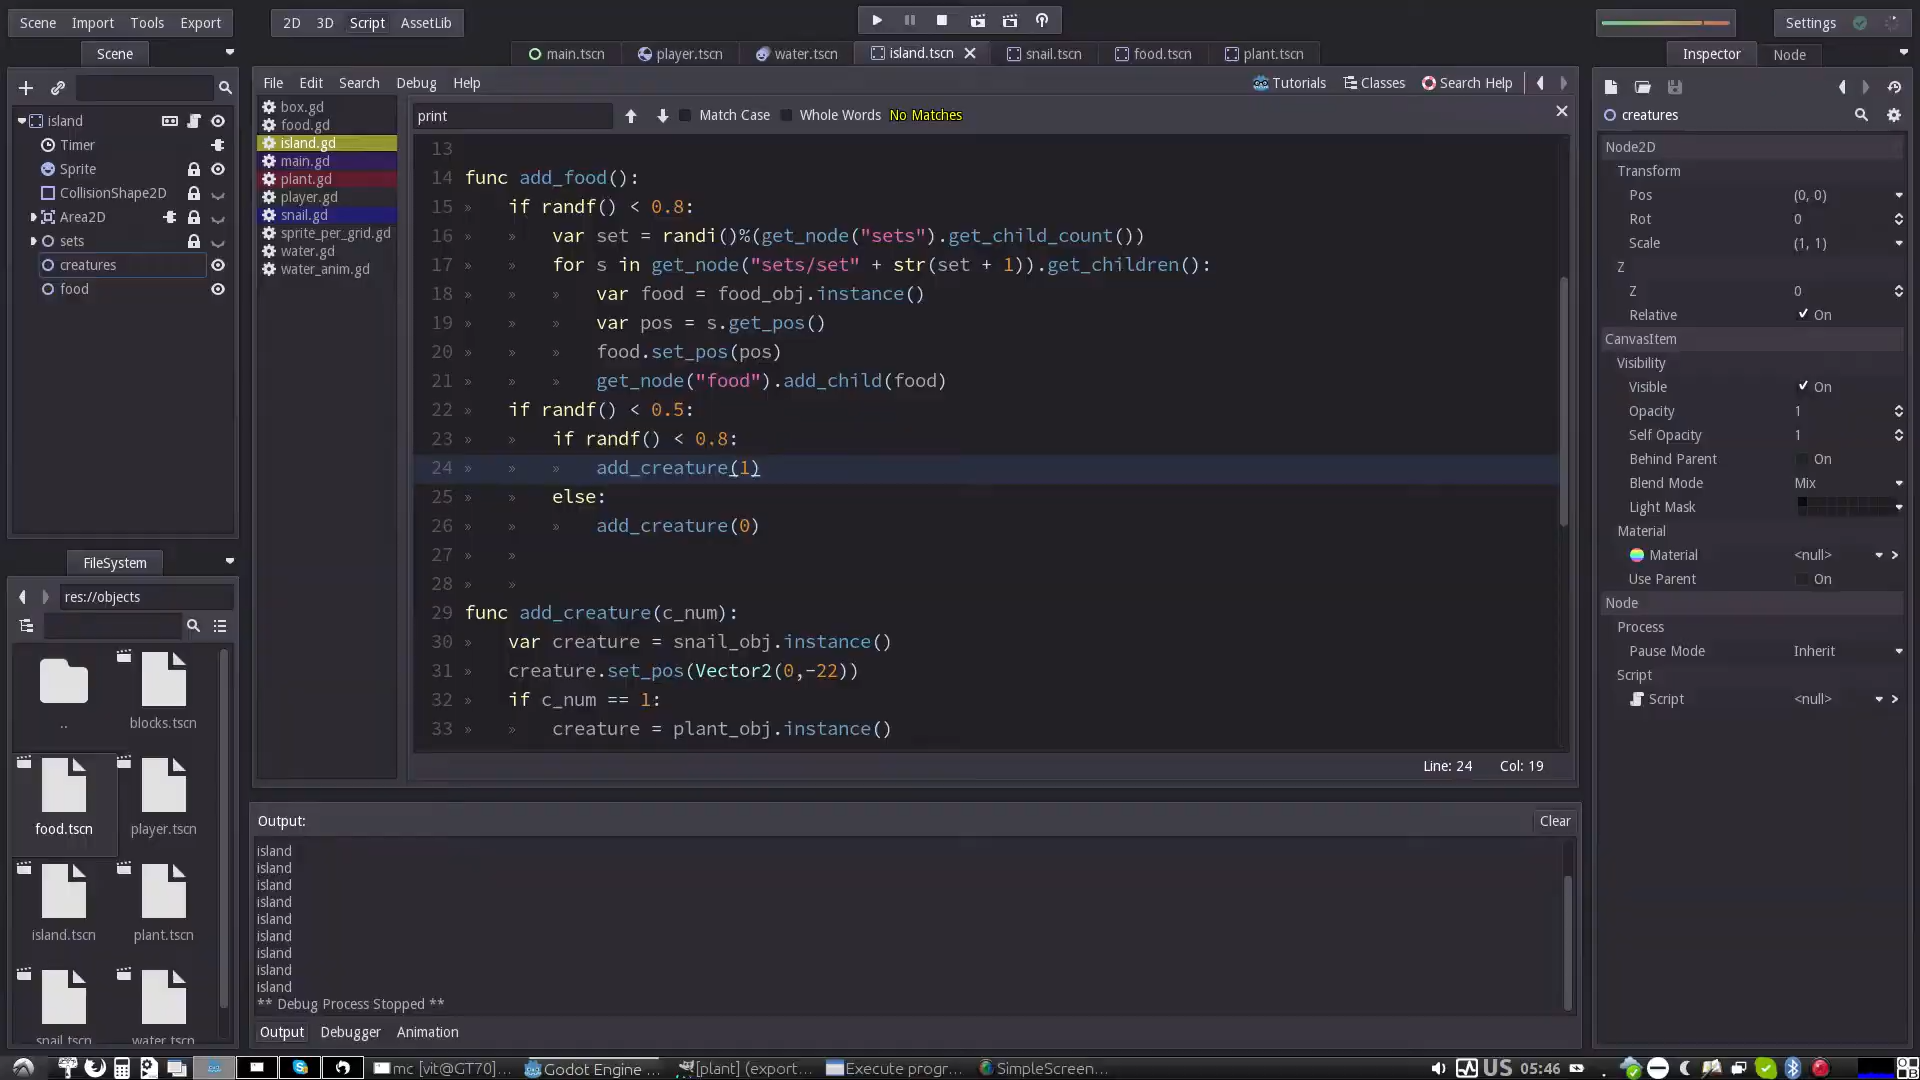 Scene Import Tools Export 2D 3D Script AssetLib Settings
Scene main.tscn player.tscn water.tscn island.tscn snail.tscn food.tscn plant.tscn Inspector Node
File Edit Search Debug Help Tutorials Classes Search Help
island
Timer
Sprite
CollisionShape2D
Area2D
sets
creatures
food
FileSystem
res://objects
..
blocks.tscn
food.tscn
player.tscn
island.tscn
plant.tscn
snail.tscn
water.tscn
box.gd
food.gd
island.gd
main.gd
plant.gd
player.gd
snail.gd
sprite_per_grid.gd
water.gd
water_anim.gd
print Match Case Whole Words No Matches
13
14 func add_food():
15 » if randf() < 0.8:
16 » » var set = randi()%(get_node("sets").get_child_count())
17 » » for s in get_node("sets/set" + str(set + 1)).get_children():
18 » » » var food = food_obj.instance()
19 » » » var pos = s.get_pos()
20 » » » food.set_pos(pos)
21 » » » get_node("food").add_child(food)
22 » if randf() < 0.5:
23 » » if randf() < 0.8:
24 » » » add_creature(1)
25 » » else:
26 » » » add_creature(0)
27 » »
28 » »
29 func add_creature(c_num):
30 » var creature = snail_obj.instance()
31 » creature.set_pos(Vector2(0,-22))
32 » if c_num == 1:
33 » » creature = plant_obj.instance()
Line: 24 Col: 19
Output: Clear
island
island
island
island
island
island
island
island
island
** Debug Process Stopped **
Output Debugger Animation
creatures
Node2D
Transform
Pos (0, 0)
Rot 0
Scale (1, 1)
Z
Z 0
Relative On
CanvasItem
Visibility
Visible On
Opacity 1
Self Opacity 1
Behind Parent On
Blend Mode Mix
Light Mask
Material
Material <null>
Use Parent On
Node
Process
Pause Mode Inherit
Script
Script <null>
mc [vit@GT70]... Godot Engine ... [plant] (export... Execute progr... SimpleScreen... US 05:46